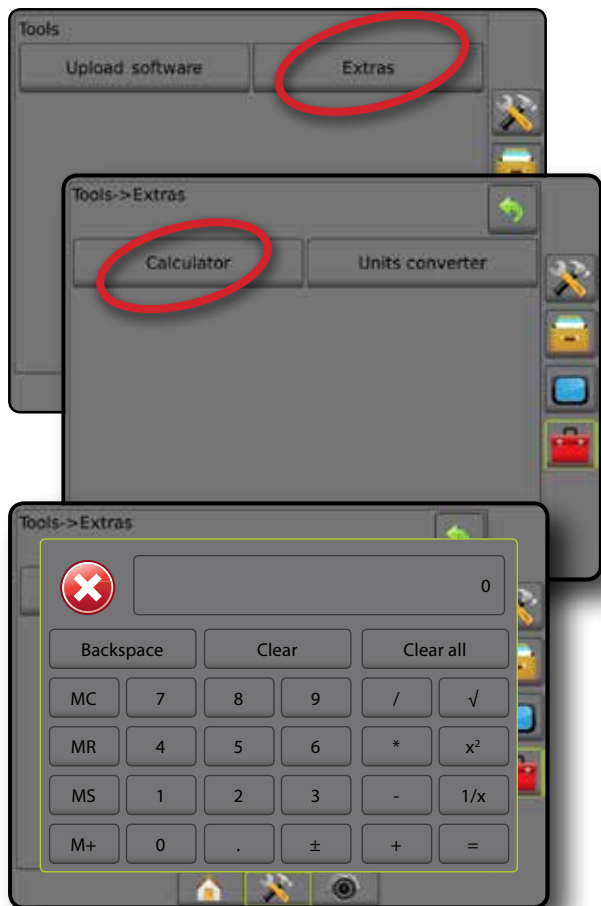 Tools
Upload software Extras
Tools->Extras
Calculator Units converter
Tools->Extras
0
Backspace Clear Clear all
MC 7 8 9 / √
MR 4 5 6 * x²
MS 1 2 3 - 1/x
M+ 0 . ± + =